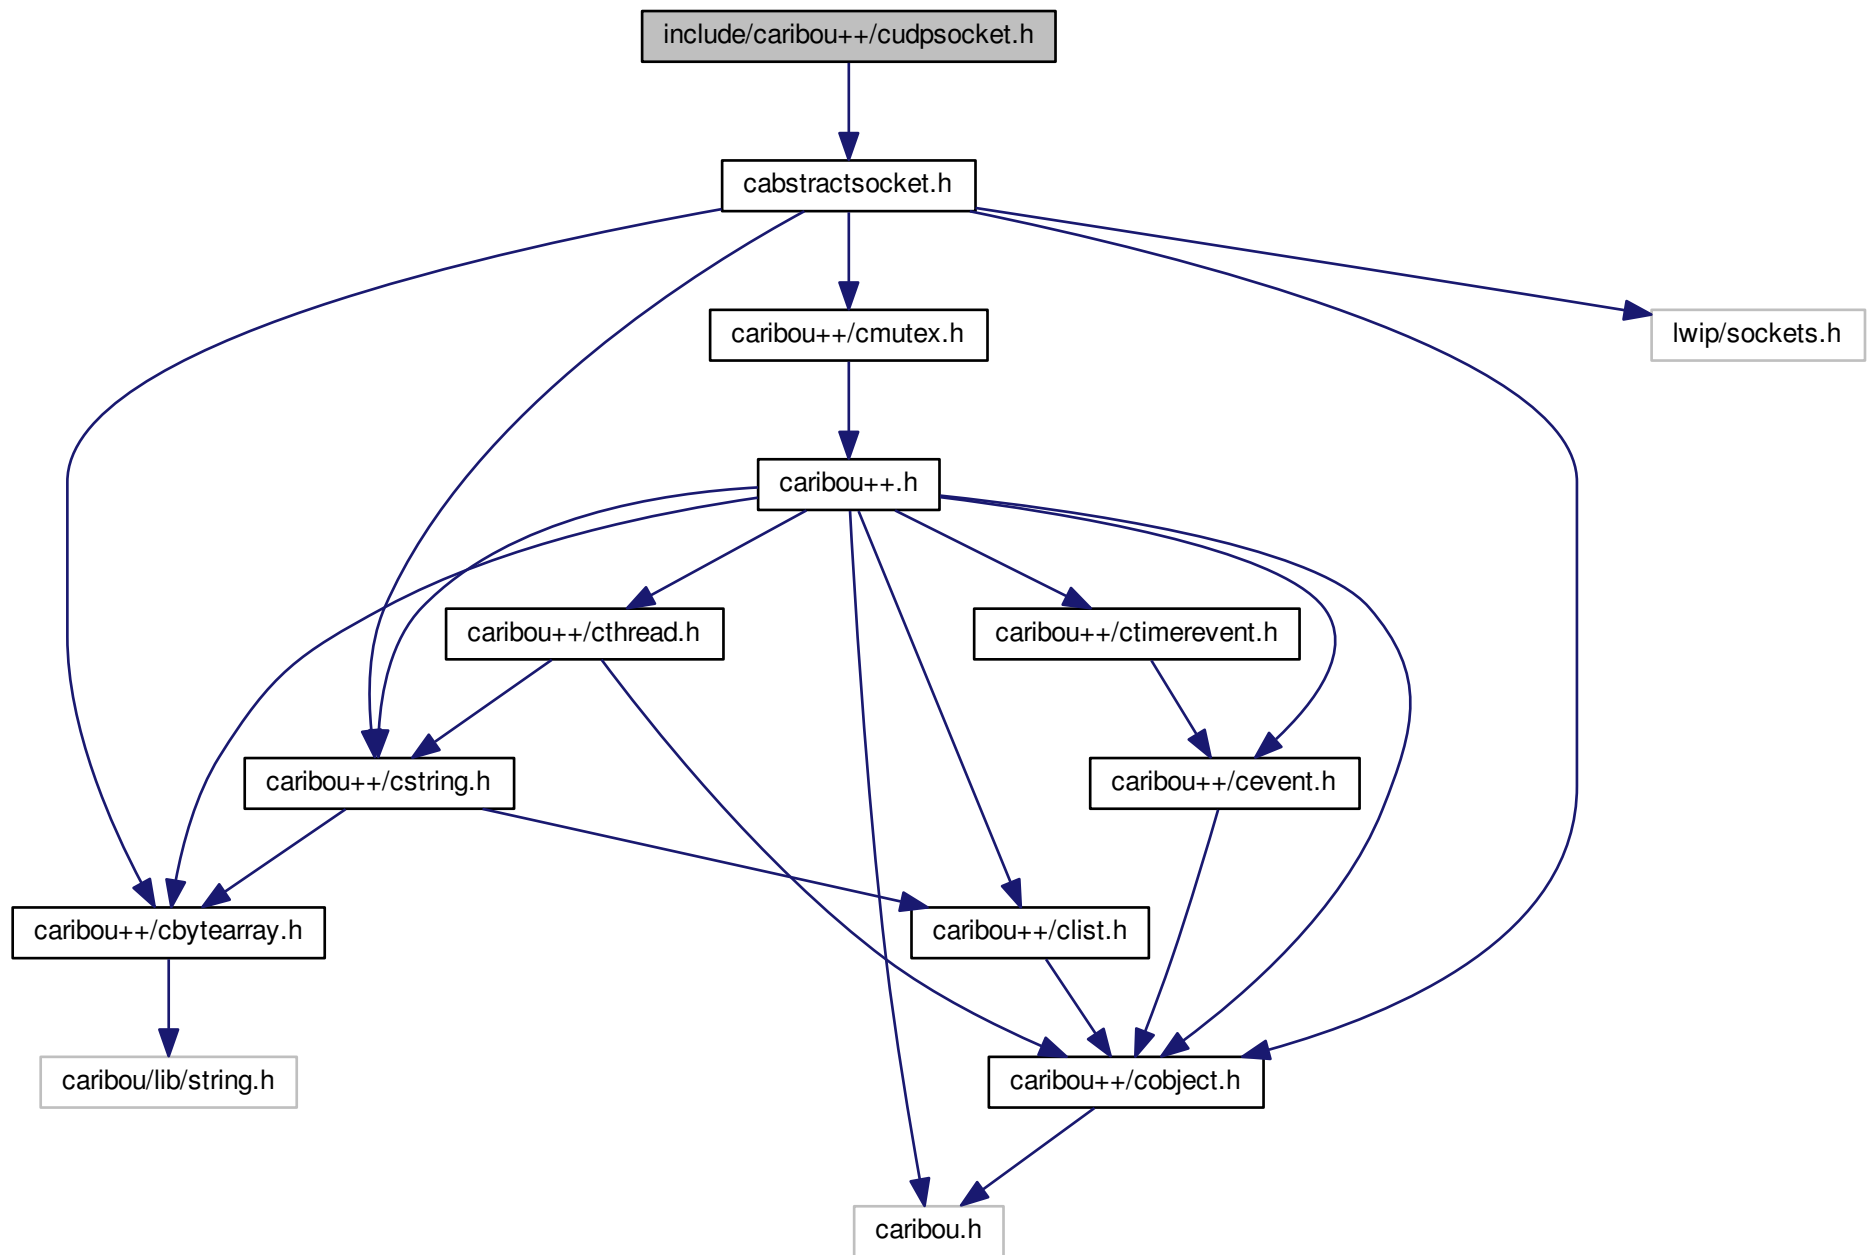 include/caribou++/cudpsocket.h
cabstractsocket.h
caribou++/cmutex.h
lwip/sockets.h
caribou++.h
caribou++/cthread.h
caribou++/ctimerevent.h
caribou++/cstring.h
caribou++/cevent.h
caribou++/cbytearray.h
caribou++/clist.h
caribou/lib/string.h
caribou++/cobject.h
caribou.h